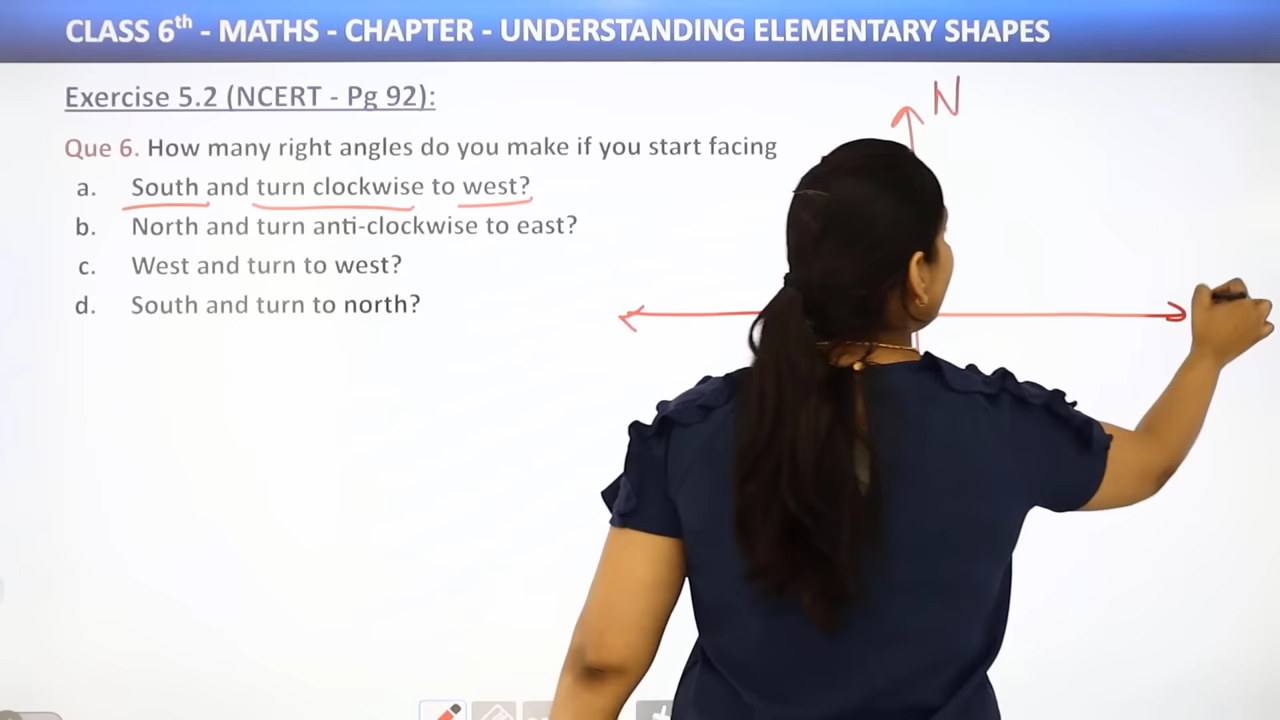 CLASS 6th - MATHS - CHAPTER - UNDERSTANDING ELEMENTARY SHAPES
Exercise 5.2 (NCERT - Pg 92):
N
Que 6. How many right angles do you make if you start facing
a. South and turn clockwise to west?
b. North and turn anti-clockwise to east?
c. West and turn to west?
d. South and turn to north?